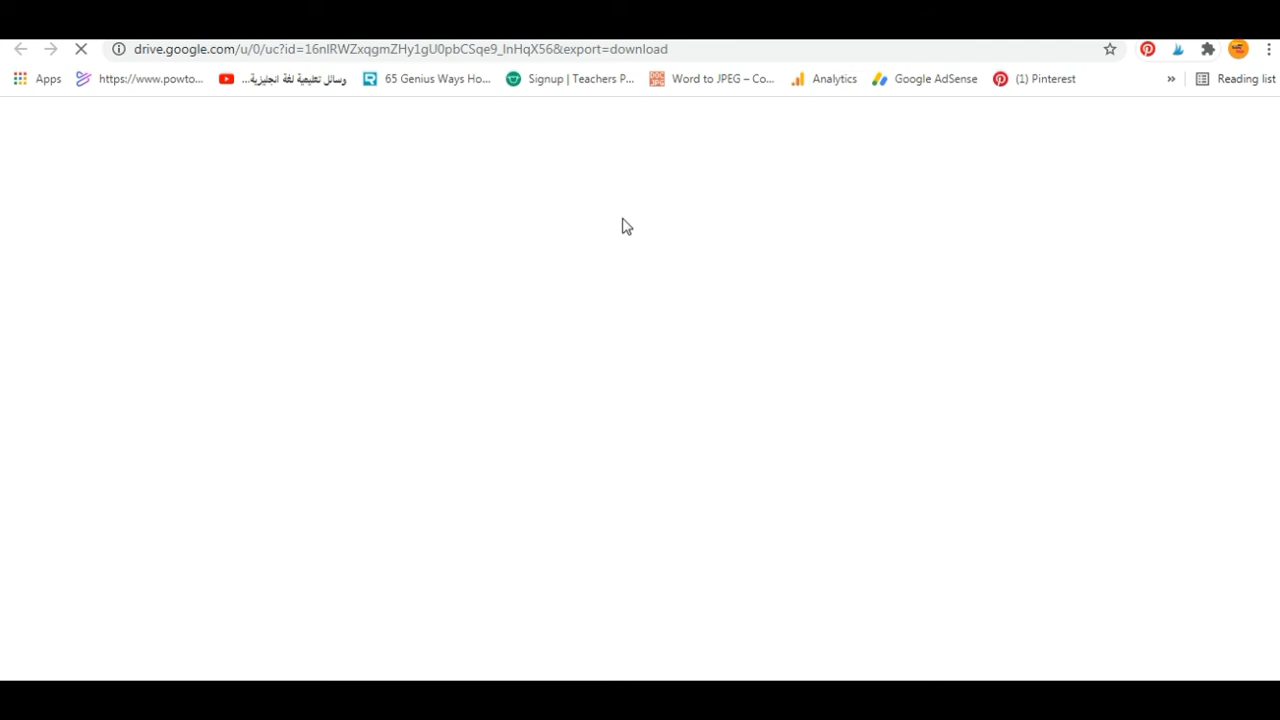 drive.google.com/u/0/uc?id=16nlRWZxqgmZHy1gU0pbCSqe9_lnHqX56&export=download
Apps https://www.powto... وسائل تعليمية لغة انجليزية... 65 Genius Ways Ho... Signup | Teachers P... Word to JPEG – Co... Analytics Google AdSense (1) Pinterest » Reading list